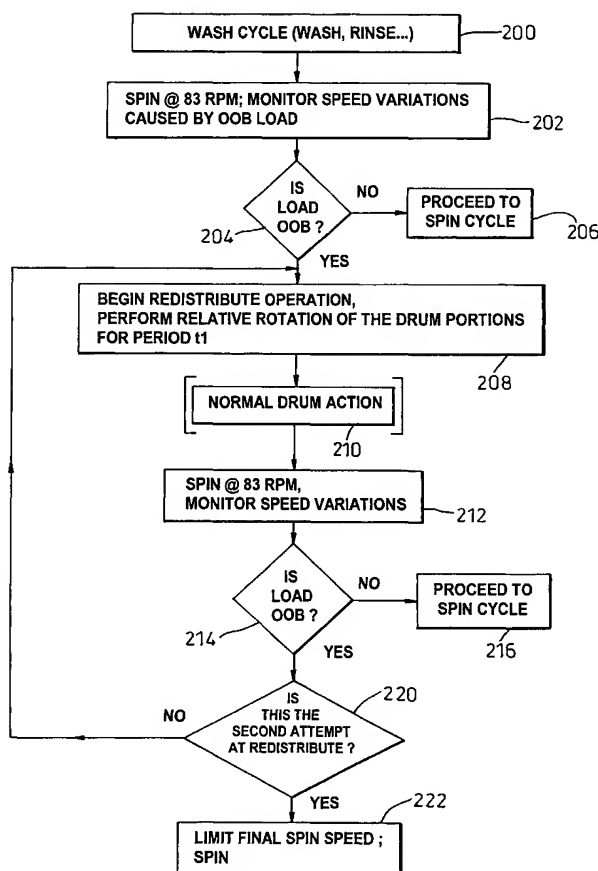 WASH CYCLE (WASH, RINSE...)
200
SPIN @ 83 RPM; MONITOR SPEED VARIATIONS
CAUSED BY OOB LOAD
202
IS
LOAD
OOB ?
204
NO
PROCEED TO
SPIN CYCLE
206
YES
BEGIN REDISTRIBUTE OPERATION,
PERFORM RELATIVE ROTATION OF THE DRUM PORTIONS
FOR PERIOD t1
208
NORMAL DRUM ACTION
210
SPIN @ 83 RPM,
MONITOR SPEED VARIATIONS
212
IS
LOAD
OOB ?
214
NO
PROCEED TO
SPIN CYCLE
216
YES
IS
THIS THE
SECOND ATTEMPT
AT REDISTRIBUTE ?
220
NO
YES
222
LIMIT FINAL SPIN SPEED ;
SPIN